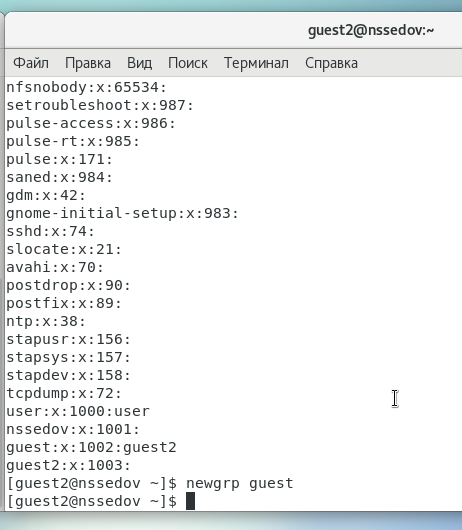 guest2@nssedov:~
Файл Правка Вид Поиск Терминал Справка
nfsnobody:x:65534:
setroubleshoot:x:987:
pulse-access:x:986:
pulse-rt:x:985:
pulse:x:171:
saned:x:984:
gdm:x:42:
gnome-initial-setup:x:983:
sshd:x:74:
slocate:x:21:
avahi:x:70:
postdrop:x:90:
postfix:x:89:
ntp:x:38:
stapusr:x:156:
stapsys:x:157:
stapdev:x:158:
tcpdump:x:72:
user:x:1000:user
nssedov:x:1001:
guest:x:1002:guest2
guest2:x:1003:
[guest2@nssedov ~]$ newgrp guest
[guest2@nssedov ~]$